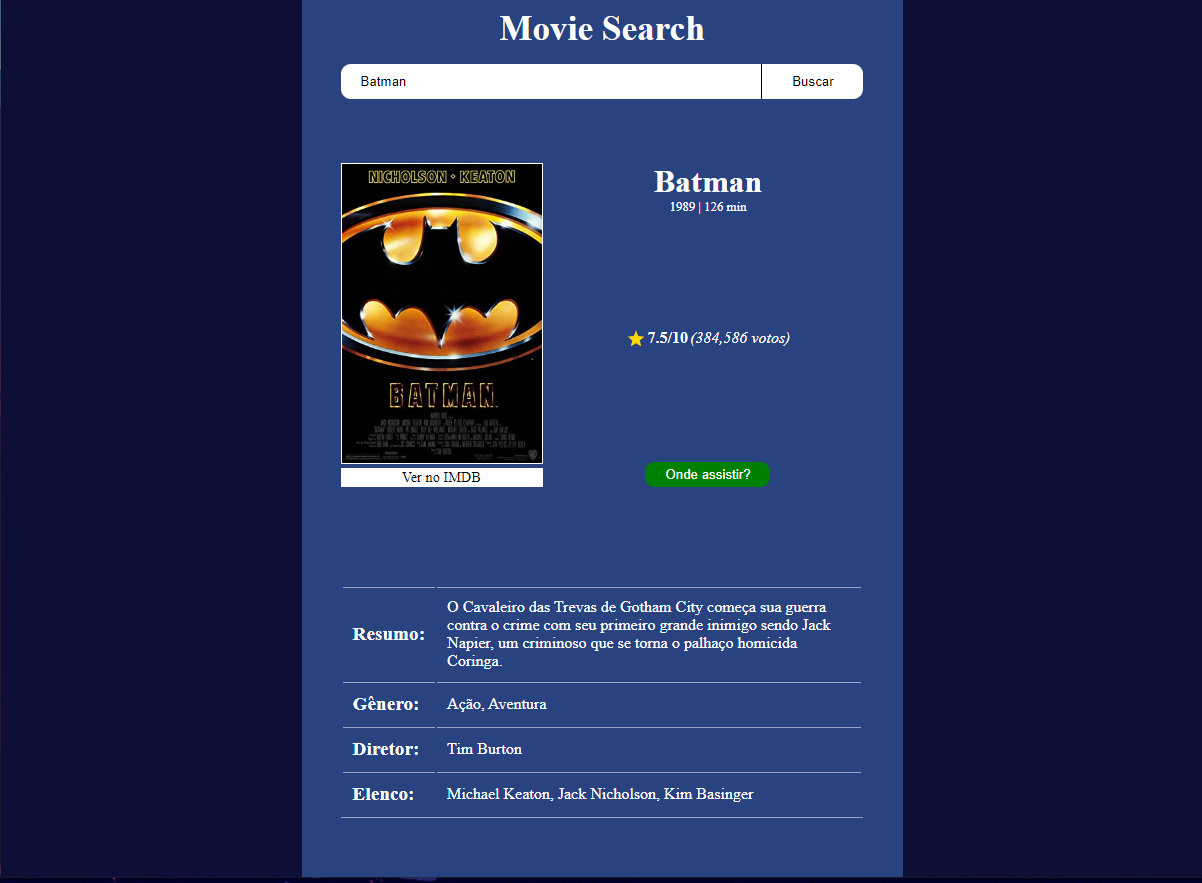 Movie Search
Batman
Buscar
NICHOLSON • KEATON
BATMAN
Ver no IMDB
Batman
1989 | 126 min
7.5/10 (384,586 votos)
Onde assistir?
Resumo:
O Cavaleiro das Trevas de Gotham City começa sua guerra
contra o crime com seu primeiro grande inimigo sendo Jack
Napier, um criminoso que se torna o palhaço homicida
Coringa.
Gênero:
Ação, Aventura
Diretor:
Tim Burton
Elenco:
Michael Keaton, Jack Nicholson, Kim Basinger